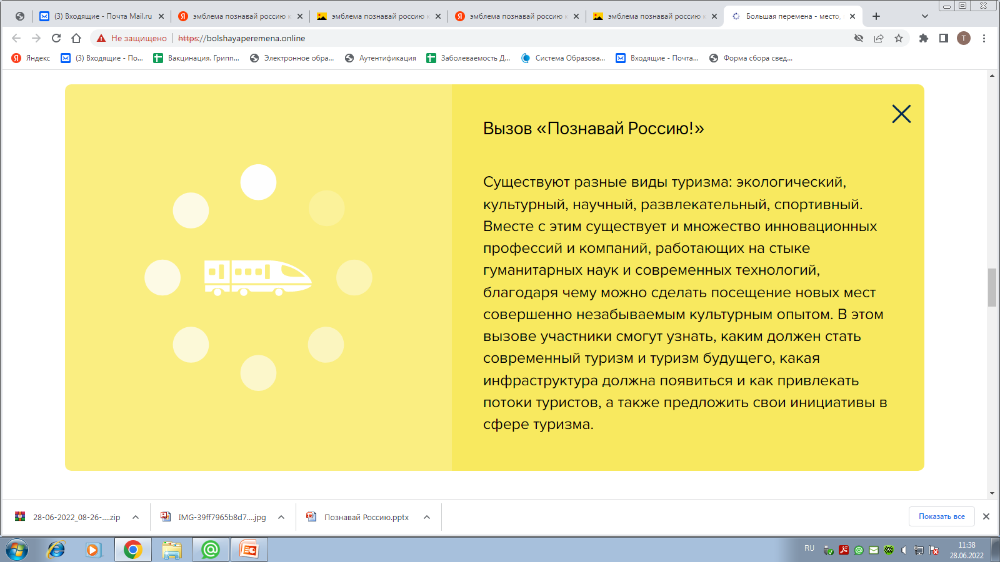 (3) Входящие - Почта Mail.ru
эмблема познавай россию к
эмблема познавай россию к
эмблема познавай россию к
эмблема познавай россию к
Большая перемена - место,
Не защищено
https://bolshayaperemena.online
Т
Яндекс
(3) Входящие - По...
Вакцинация. Грипп...
Электронное обра...
Аутентификация
Заболеваемость Д...
Система Образова...
Входящие - Почта...
Форма сбора свед...
Вызов «Познавай Россию!»
Существуют разные виды туризма: экологический,
культурный, научный, развлекательный, спортивный.
Вместе с этим существует и множество инновационных
профессий и компаний, работающих на стыке
гуманитарных наук и современных технологий,
благодаря чему можно сделать посещение новых мест
совершенно незабываемым культурным опытом. В этом
вызове участники смогут узнать, каким должен стать
современный туризм и туризм будущего, какая
инфраструктура должна появиться и как привлекать
потоки туристов, а также предложить свои инициативы в
сфере туризма.
28-06-2022_08-26-....zip
IMG-39ff7965b8d7....jpg
Познавай Россию.pptx
Показать все
RU
11:38
28.06.2022